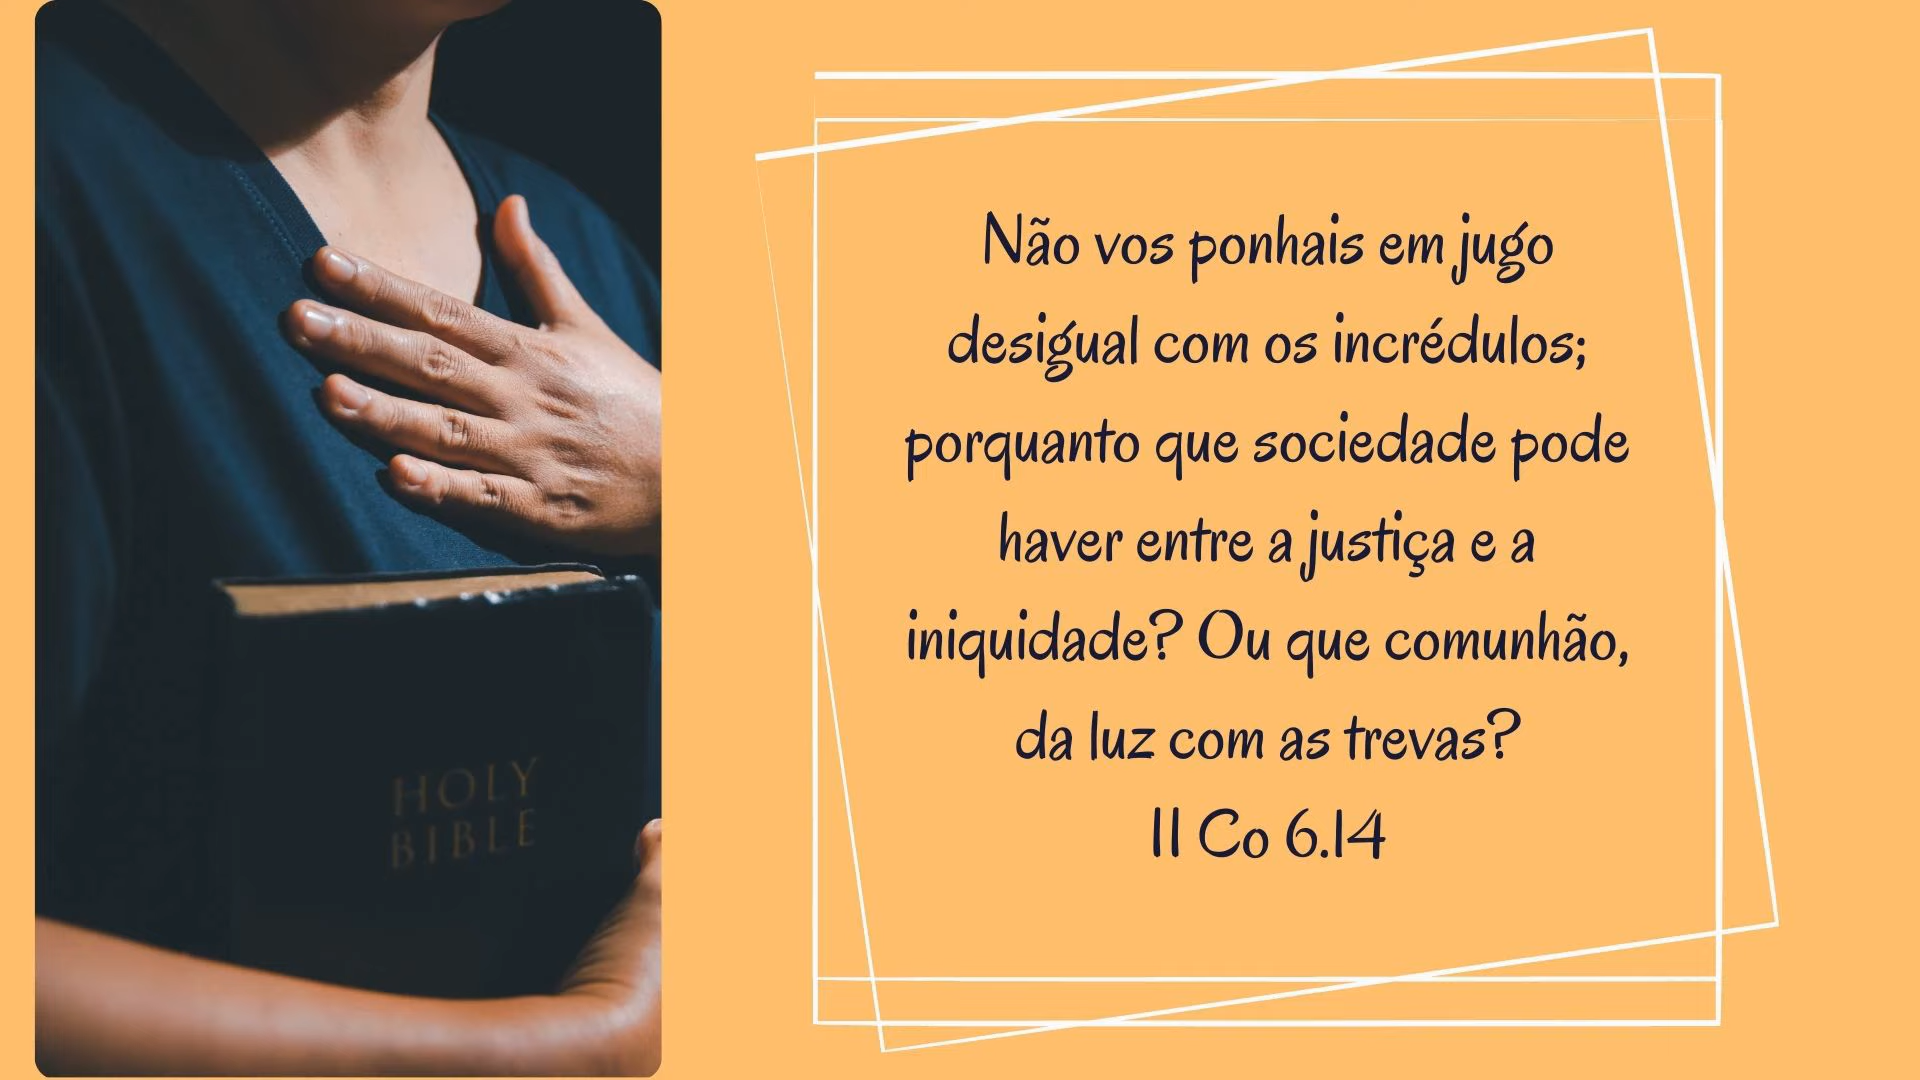 HOLY
BIBLE
Não vos ponhais em jugo
desigual com os incrédulos;
porquanto que sociedade pode
haver entre a justiça e a
iniquidade? Ou que comunhão,
da luz com as trevas?
II Co 6.14